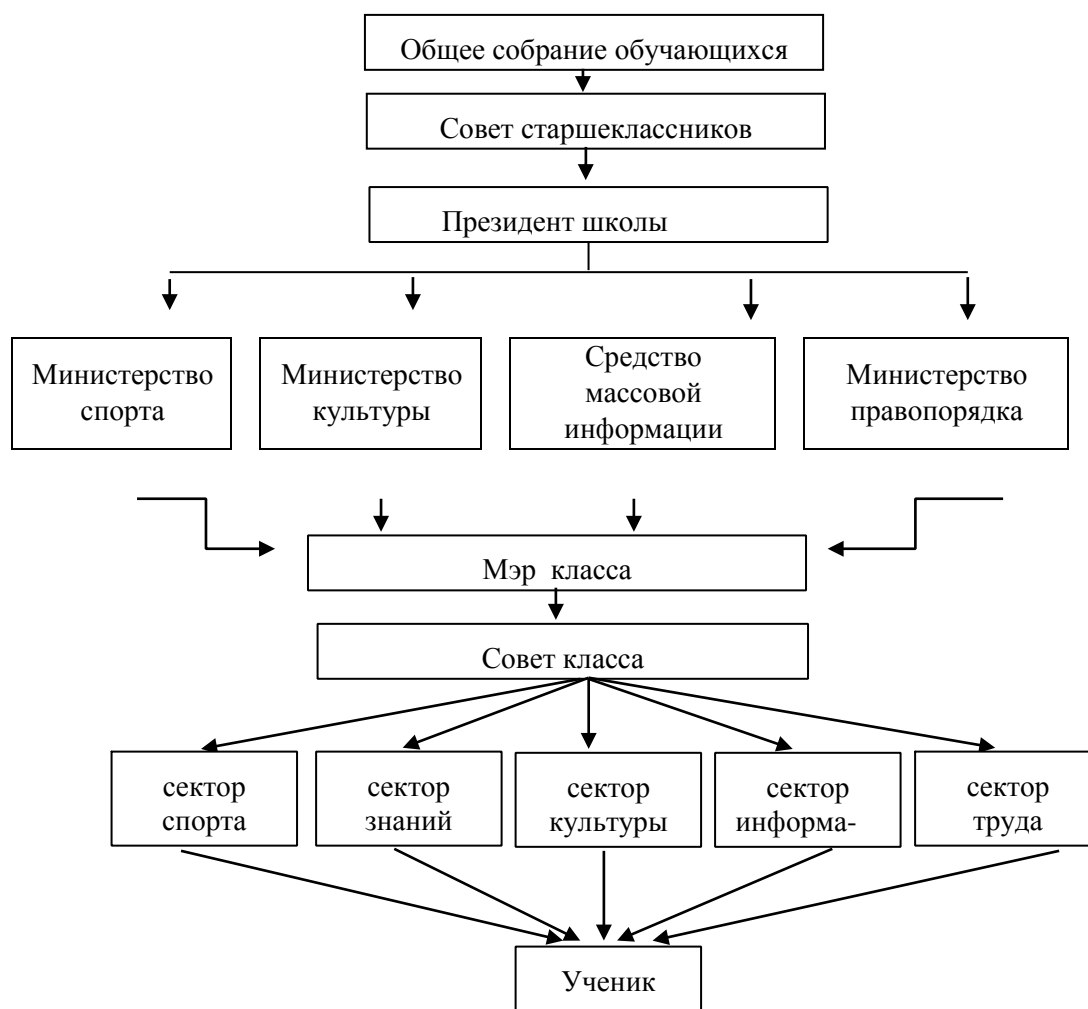 Общее собрание обучающихся
Совет старшеклассников
Президент школы
Министерство
спорта
Министерство
культуры
Средство
массовой
информации
Министерство
правопорядка
Мэр класса
Совет класса
сектор
спорта
сектор
знаний
сектор
культуры
сектор
информа-
сектор
труда
Ученик